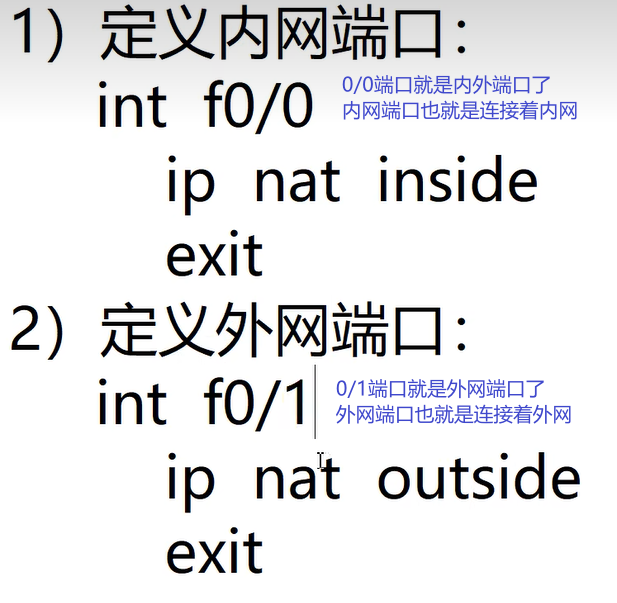 1）定义内网端口：
int f0/0
0/0端口就是内外端口了
内网端口也就是连接着内网
ip nat inside
exit
2）定义外网端口：
int f0/1
0/1端口就是外网端口了
外网端口也就是连接着外网
ip nat outside
exit